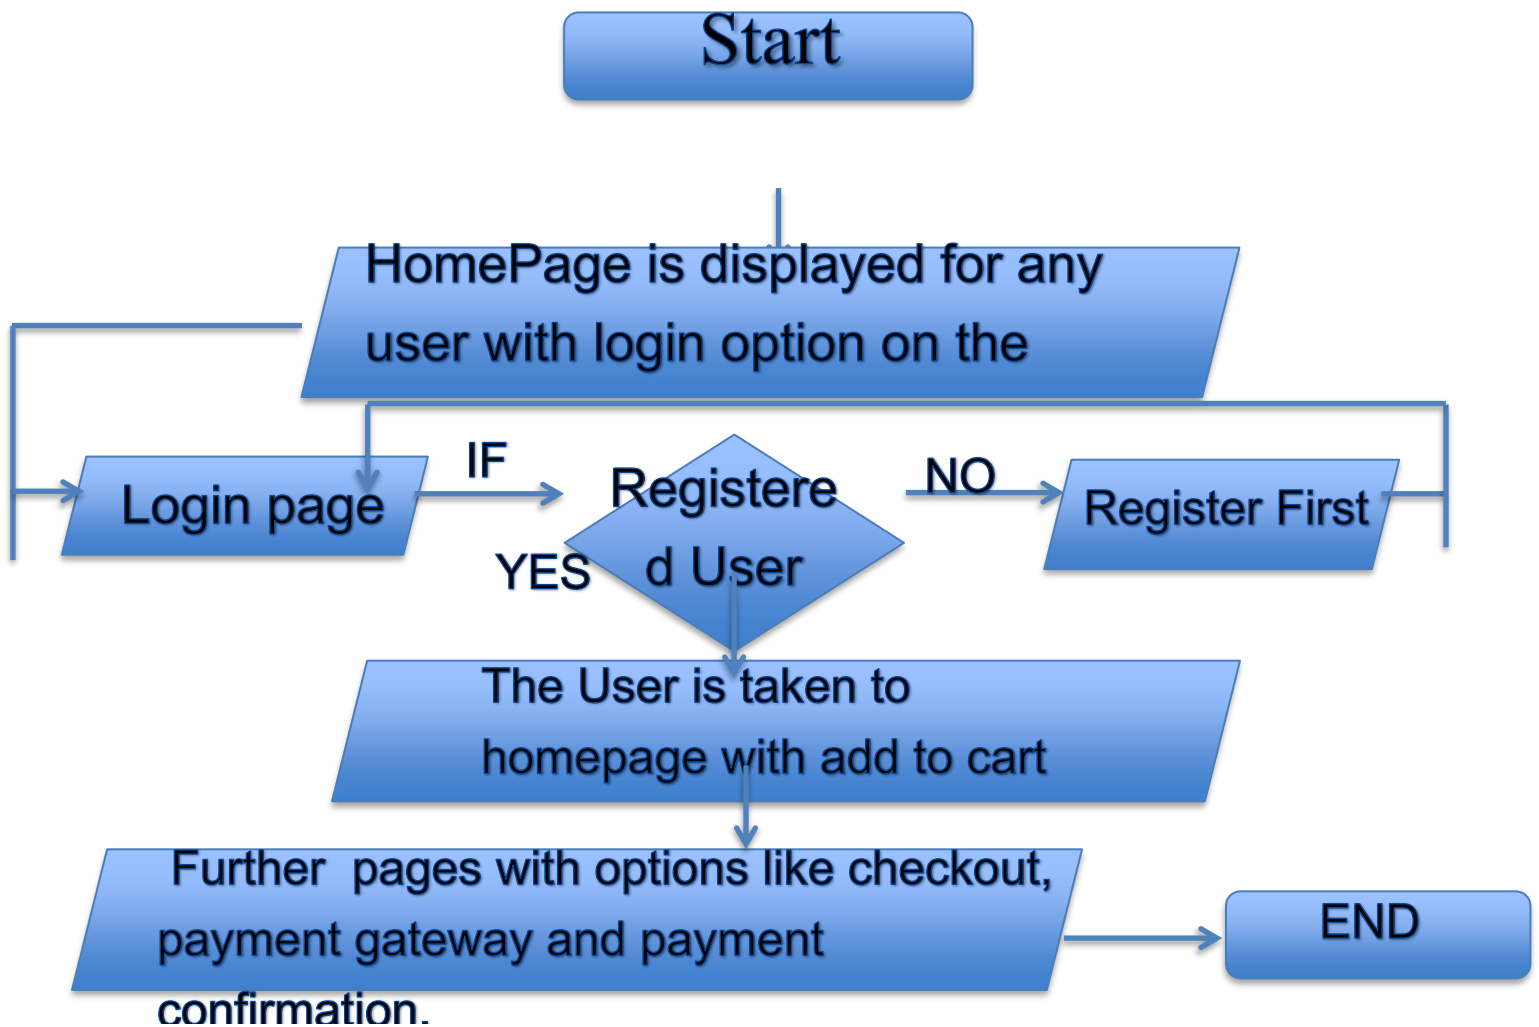 Start
HomePage is displayed for any
user with login option on the
IF
NO
Login page
Registere
d User
Register First
YES
The User is taken to
homepage with add to cart
Further  pages with options like checkout,
payment gateway and payment
confirmation.
END